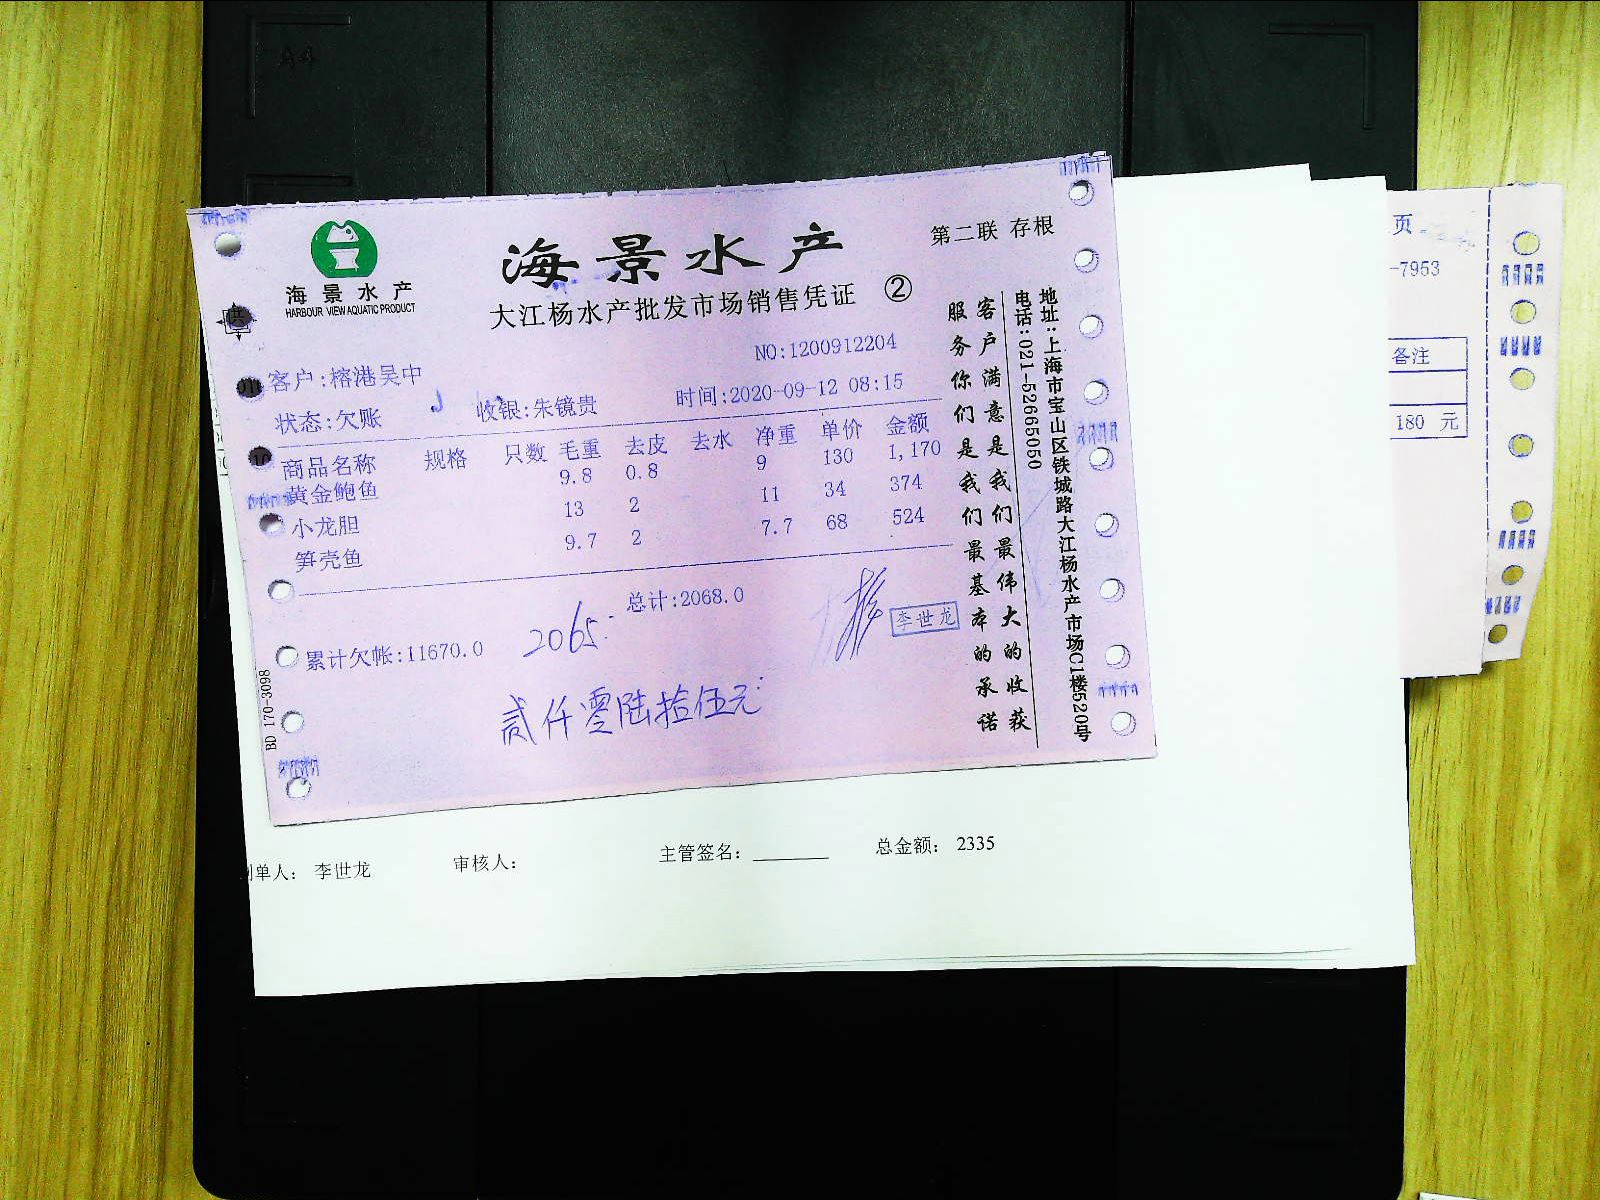 海景水产
HARBOUR VIEW AQUATIC PRODUCT
海景水产
大江杨水产批发市场销售凭证 ②
第二联 存根
NO:1200912204
客户:榕港吴中
状态:欠账 收银:朱镜贵 时间:2020-09-12 08:15
商品名称 规格 只数 毛重 去皮 去水 净重 单价 金额
黄金鲍鱼 9.8 0.8 9 130 1,170
小龙胆 13 2 11 34 374
笋壳鱼 9.7 2 7.7 68 524
总计:2068.0
累计欠帐:11670.0
2065
李世龙
贰仟零陆拾伍元
BD 170-3098
客户满意是我们最伟大的收获
服务你们是我们最基本的承诺
地址:上海市宝山区铁城路大江杨水产市场C1楼520号
电话:021-52665050
制单人: 李世龙 审核人: 主管签名: 总金额: 2335
页
-7953
备注
180 元
A4